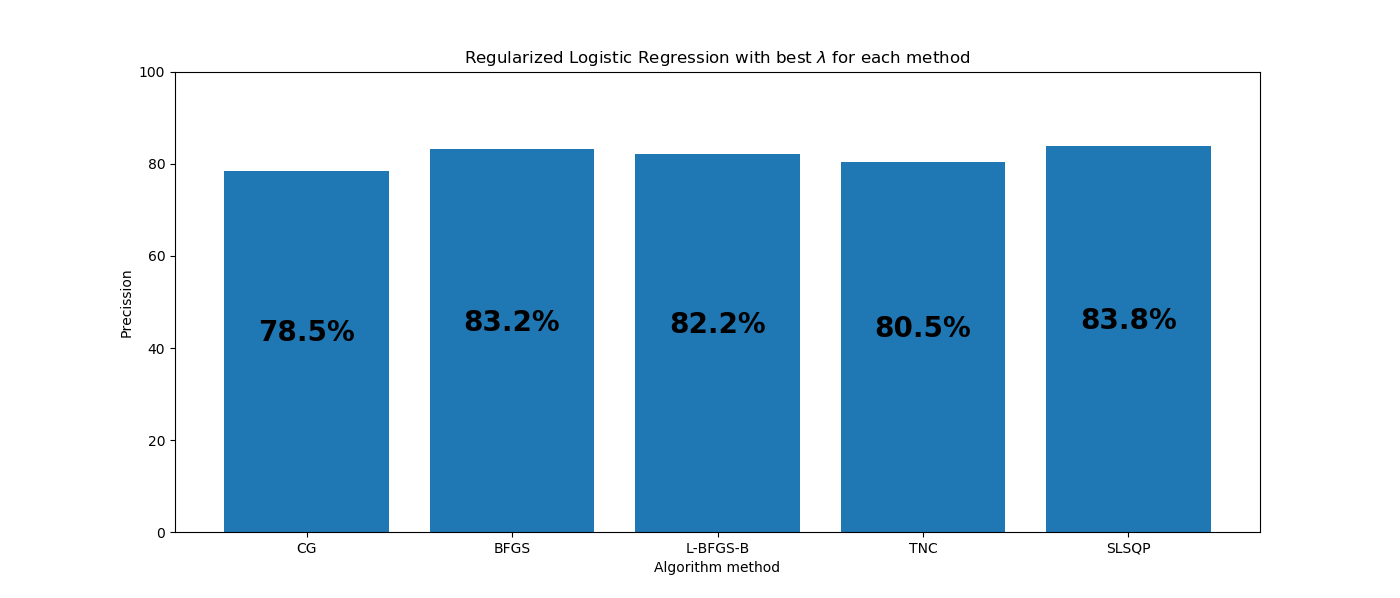 Regularized Logistic Regression with best λ for each method
100
80
60
40
20
0
Precission
78.5%
83.2%
82.2%
80.5%
83.8%
CG
BFGS
L-BFGS-B
TNC
SLSQP
Algorithm method